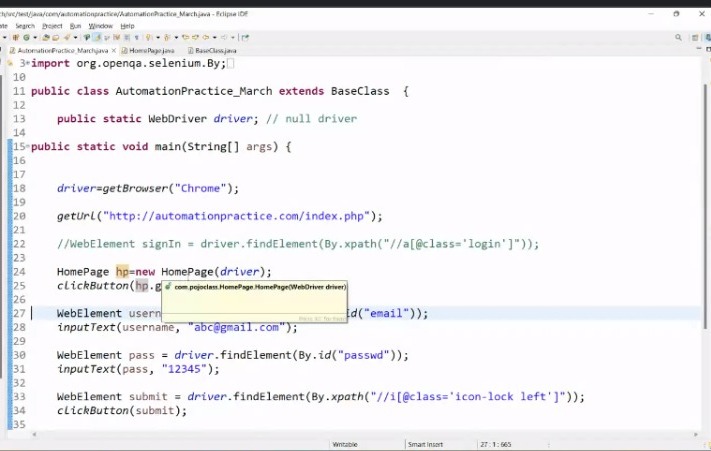 ch/src/test/java/com/automationpractice/AutomationPractice_March.java - Eclipse IDE
ate Search Project Run Window Help
AutomationPractice_March.java HomePage.java BaseClass.java
3 import org.openqa.selenium.By;
10
11 public class AutomationPractice_March extends BaseClass {
12
13 public static WebDriver driver; // null driver
14
15 public static void main(String[] args) {
16
17
18 driver=getBrowser("Chrome");
19
20 getUrl("http://automationpractice.com/index.php");
21
22 //WebElement signIn = driver.findElement(By.xpath("//a[@class='login']"));
23
24 HomePage hp=new HomePage(driver);
25 clickButton(hp.g
com.pojoclass.HomePage.HomePage(WebDriver driver)
26
27 WebElement usern id("email"));
28 inputText(username, "abc@gmail.com");
29
30 WebElement pass = driver.findElement(By.id("passwd"));
31 inputText(pass, "12345");
32
33 WebElement submit = driver.findElement(By.xpath("//i[@class='icon-lock left']"));
34 clickButton(submit);
35
Writable Smart Insert 27 : 1 : 665